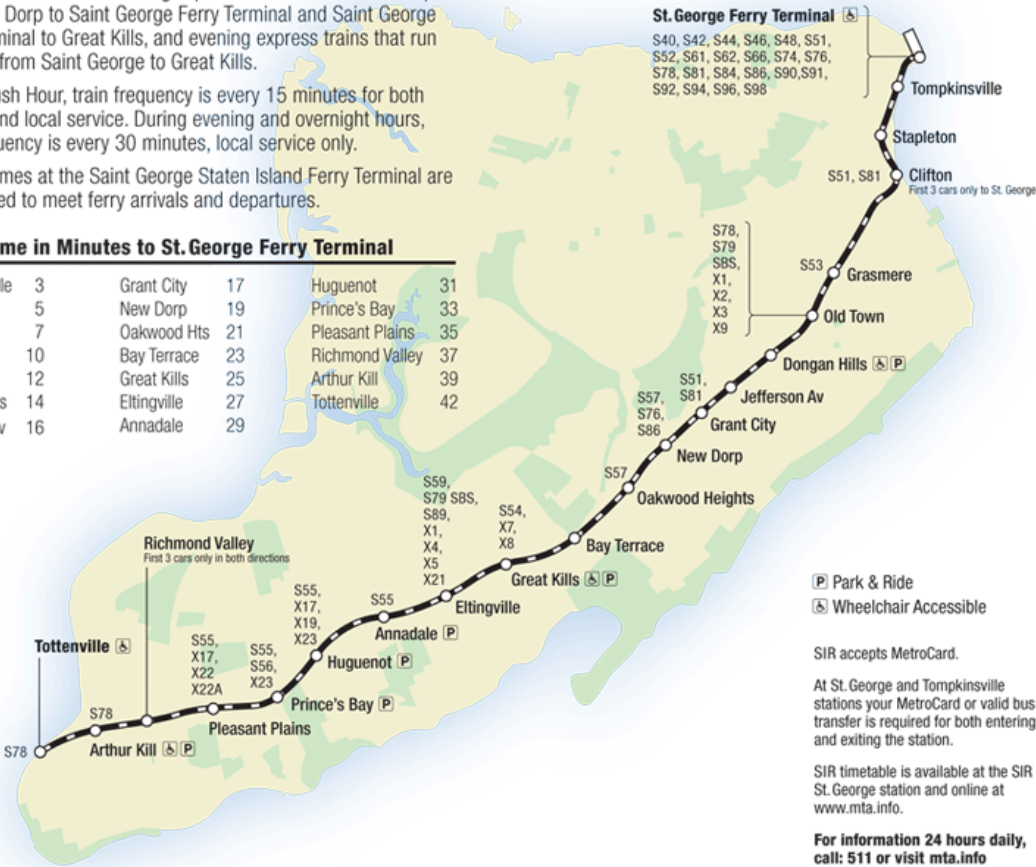 Dorp to Saint George Ferry Terminal and Saint George
minal to Great Kills, and evening express trains that run
from Saint George to Great Kills.
ush Hour, train frequency is every 15 minutes for both
nd local service. During evening and overnight hours,
uency is every 30 minutes, local service only.
mes at the Saint George Staten Island Ferry Terminal are
ed to meet ferry arrivals and departures.
me in Minutes to St. George Ferry Terminal
lle 3 Grant City 17 Huguenot 31
5 New Dorp 19 Prince's Bay 33
7 Oakwood Hts 21 Pleasant Plains 35
10 Bay Terrace 23 Richmond Valley 37
12 Great Kills 25 Arthur Kill 39
s 14 Eltingville 27 Tottenville 42
v 16 Annadale 29
St. George Ferry Terminal
S40, S42, S44, S46, S48, S51,
S52, S61, S62, S66, S74, S76,
S78, S81, S84, S86, S90, S91,
S92, S94, S96, S98
Tompkinsville
Stapleton
S51, S81
Clifton
First 3 cars only to St. George
S53
Grasmere
S78,
S79
SBS,
X1,
X2,
X3
X9
Old Town
Dongan Hills P
Jefferson Av
S51,
S81
Grant City
S57,
S76,
S86
New Dorp
S57
Oakwood Heights
Bay Terrace
S54,
X7,
X8
Great Kills P
S59,
S79 SBS,
S89,
X1,
X4,
X5
X21
Eltingville
S55
Annadale P
S55,
X17,
X19,
X23
Huguenot P
S55,
S56,
X23
Prince's Bay P
S55,
X17,
X22
X22A
Pleasant Plains
Richmond Valley
First 3 cars only in both directions
S78
Arthur Kill P
Tottenville
S78
P Park & Ride
Wheelchair Accessible
SIR accepts MetroCard.
At St. George and Tompkinsville
stations your MetroCard or valid bus
transfer is required for both entering
and exiting the station.
SIR timetable is available at the SIR
St. George station and online at
www.mta.info.
For information 24 hours daily,
call: 511 or visit mta.info